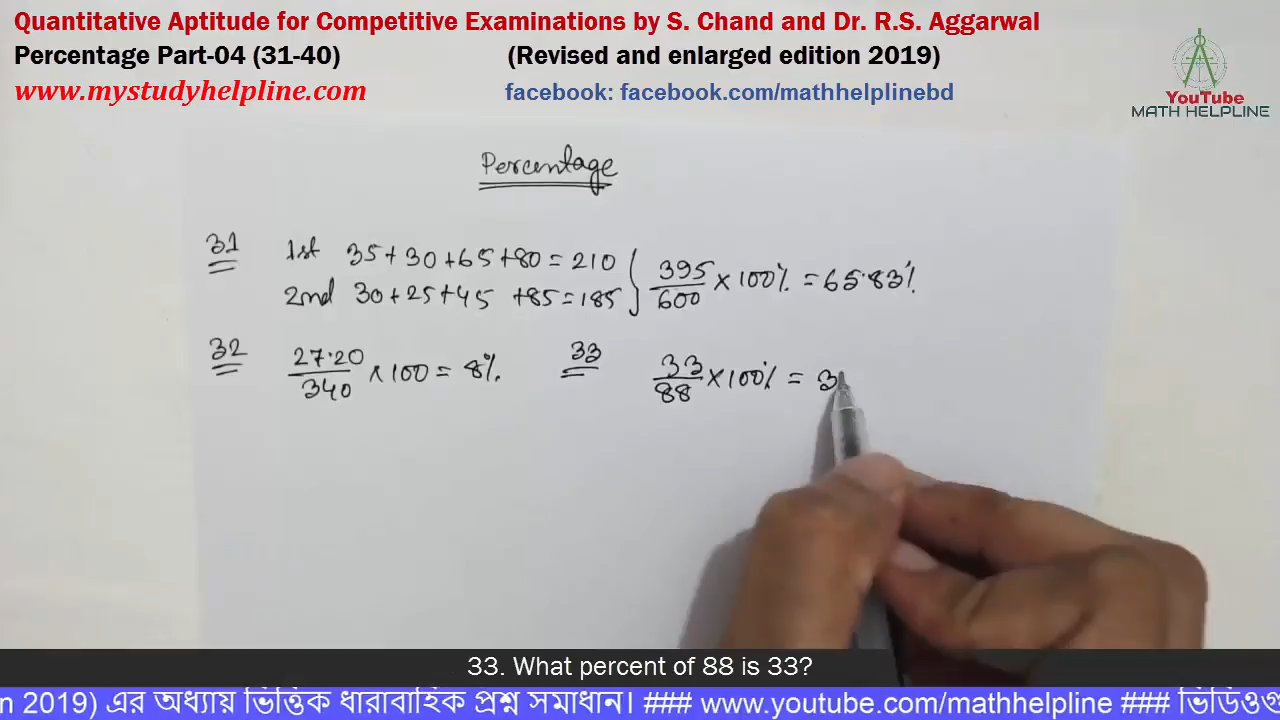 Quantitative Aptitude for Competitive Examinations by S. Chand and Dr. R.S. Aggarwal
Percentage Part-04 (31-40) (Revised and enlarged edition 2019)
www.mystudyhelpline.com facebook: facebook.com/mathhelplinebd
YouTube
MATH HELPLINE
Percentage
31 1st 35+30+65+80=210 } 395/600 × 100% = 65.83%
2nd 30+25+45 +85=185
32 27.20/340 × 100 = 8%. 33 33/88 × 100% = 3
33. What percent of 88 is 33?
n 2019) এর অধ্যায় ভিত্তিক ধারাবাহিক প্রশ্ন সমাধান। ### www.youtube.com/mathhelpline ### ভিডিওগু